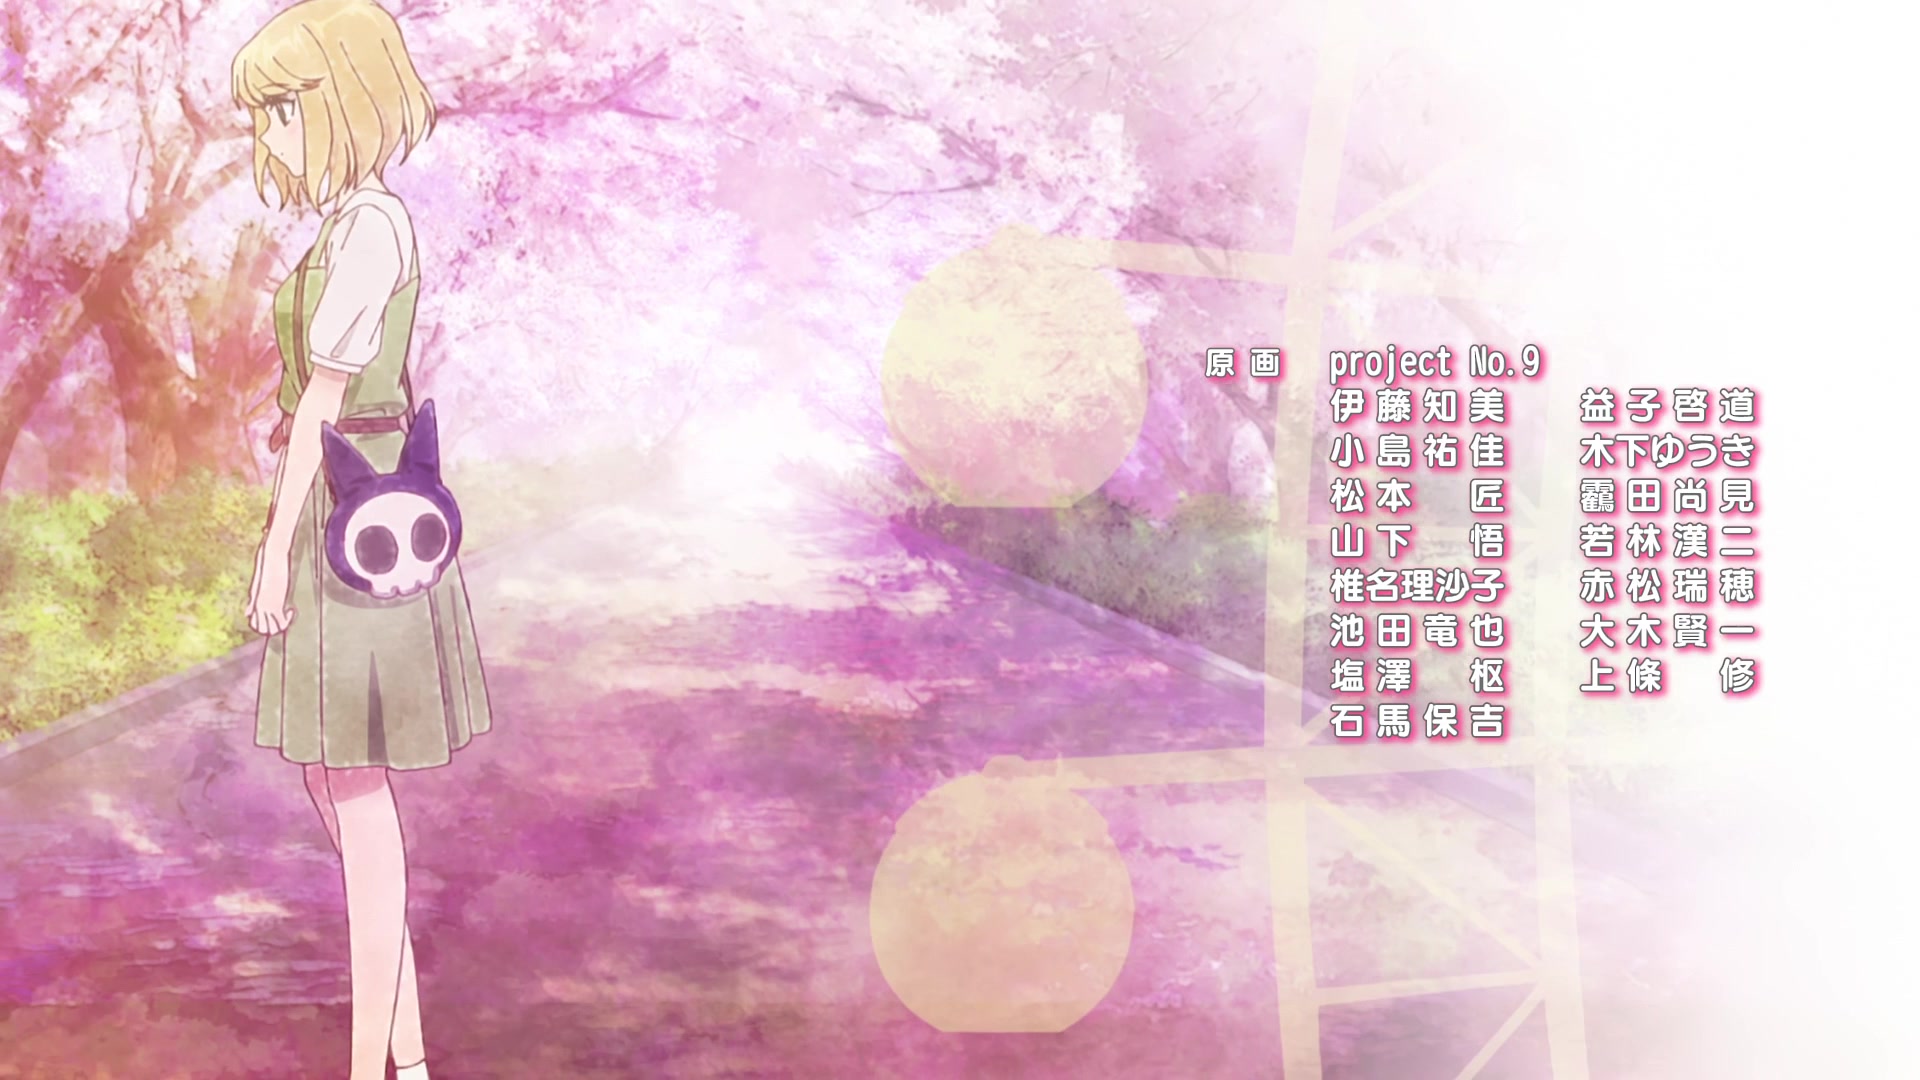 原画 project No.9
伊藤知美 益子啓道
小島祐佳 木下ゆうき
松本匠 靍田尚見
山下悟 若林漢二
椎名理沙子 赤松瑞穂
池田竜也 大木賢一
塩澤枢 上條修
石馬保吉